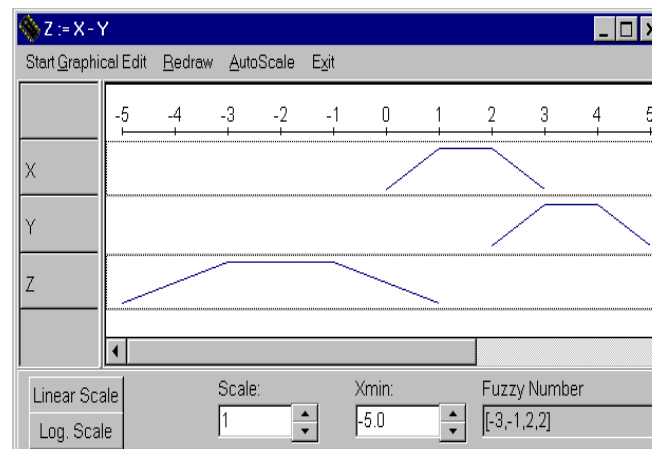 Z := X - Y
Start Graphical Edit Redraw AutoScale Exit
-5 -4 -3 -2 -1 0 1 2 3 4 5
X
Y
Z
Linear Scale
Log. Scale
Scale:
1
Xmin:
-5.0
Fuzzy Number
[-3,-1,2,2]